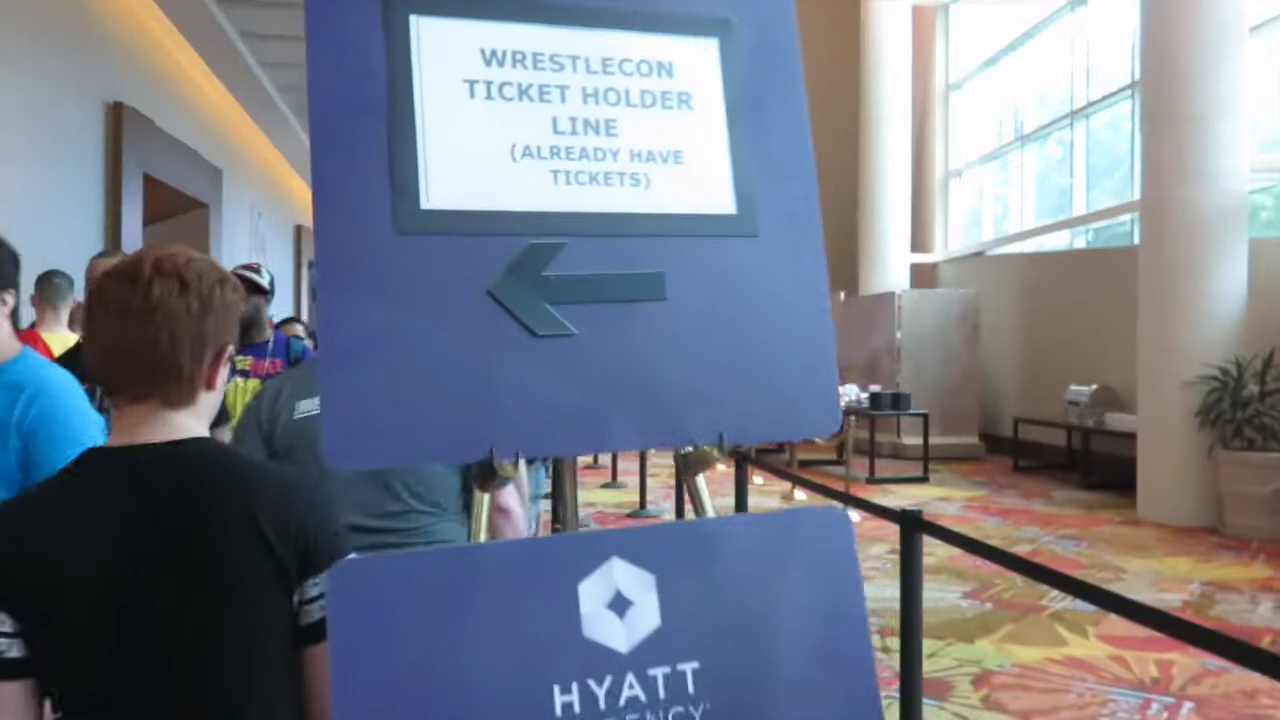 WRESTLECON
TICKET HOLDER
LINE
(ALREADY HAVE
TICKETS)
HYATT